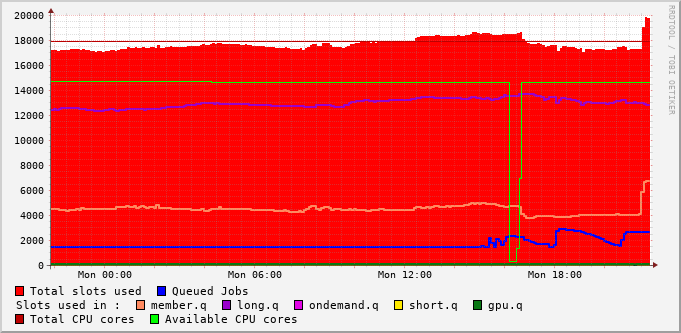 20000
18000
16000
14000
12000
10000
8000
6000
4000
2000
0
Mon 00:00 Mon 06:00 Mon 12:00 Mon 18:00
RRDTOOL / TOBI OETIKER
Total slots used Queued Jobs
Slots used in : member.q long.q ondemand.q short.q gpu.q
Total CPU cores Available CPU cores